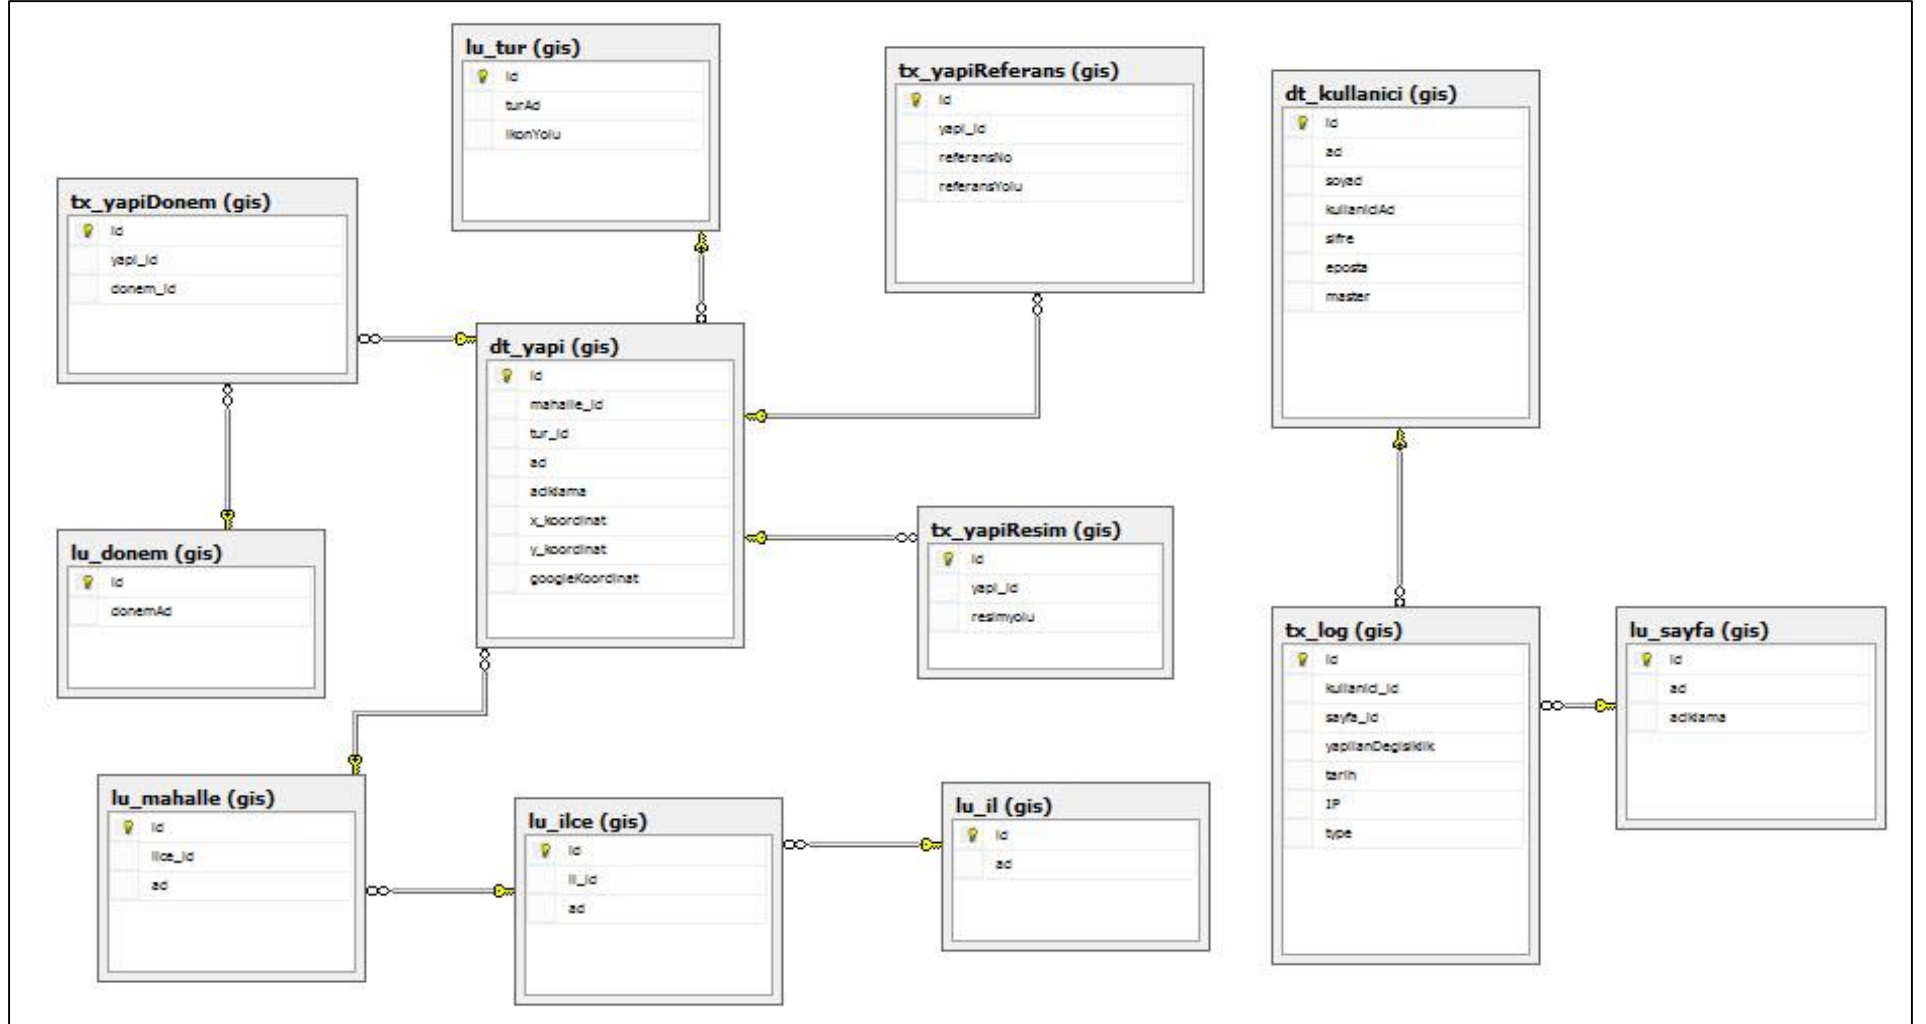 lu_tur (gis)
id
turAd
ikonYolu
tx_yapiReferans (gis)
id
yapi_id
referansNo
referansYolu
dt_kullanici (gis)
id
ad
soyad
kullaniciAd
sifre
eposta
master
tx_yapiDonem (gis)
id
yapi_id
donem_id
dt_yapi (gis)
id
mahalle_id
tur_id
ad
aciklama
x_koordinat
y_koordinat
googleKoordinat
tx_yapiResim (gis)
id
yapi_id
resimyolu
lu_donem (gis)
id
donemAd
tx_log (gis)
id
kullanici_id
sayfa_id
yapilanDegisiklik
tarih
IP
type
lu_sayfa (gis)
id
ad
aciklama
lu_mahalle (gis)
id
ilce_id
ad
lu_ilce (gis)
id
il_id
ad
lu_il (gis)
id
ad